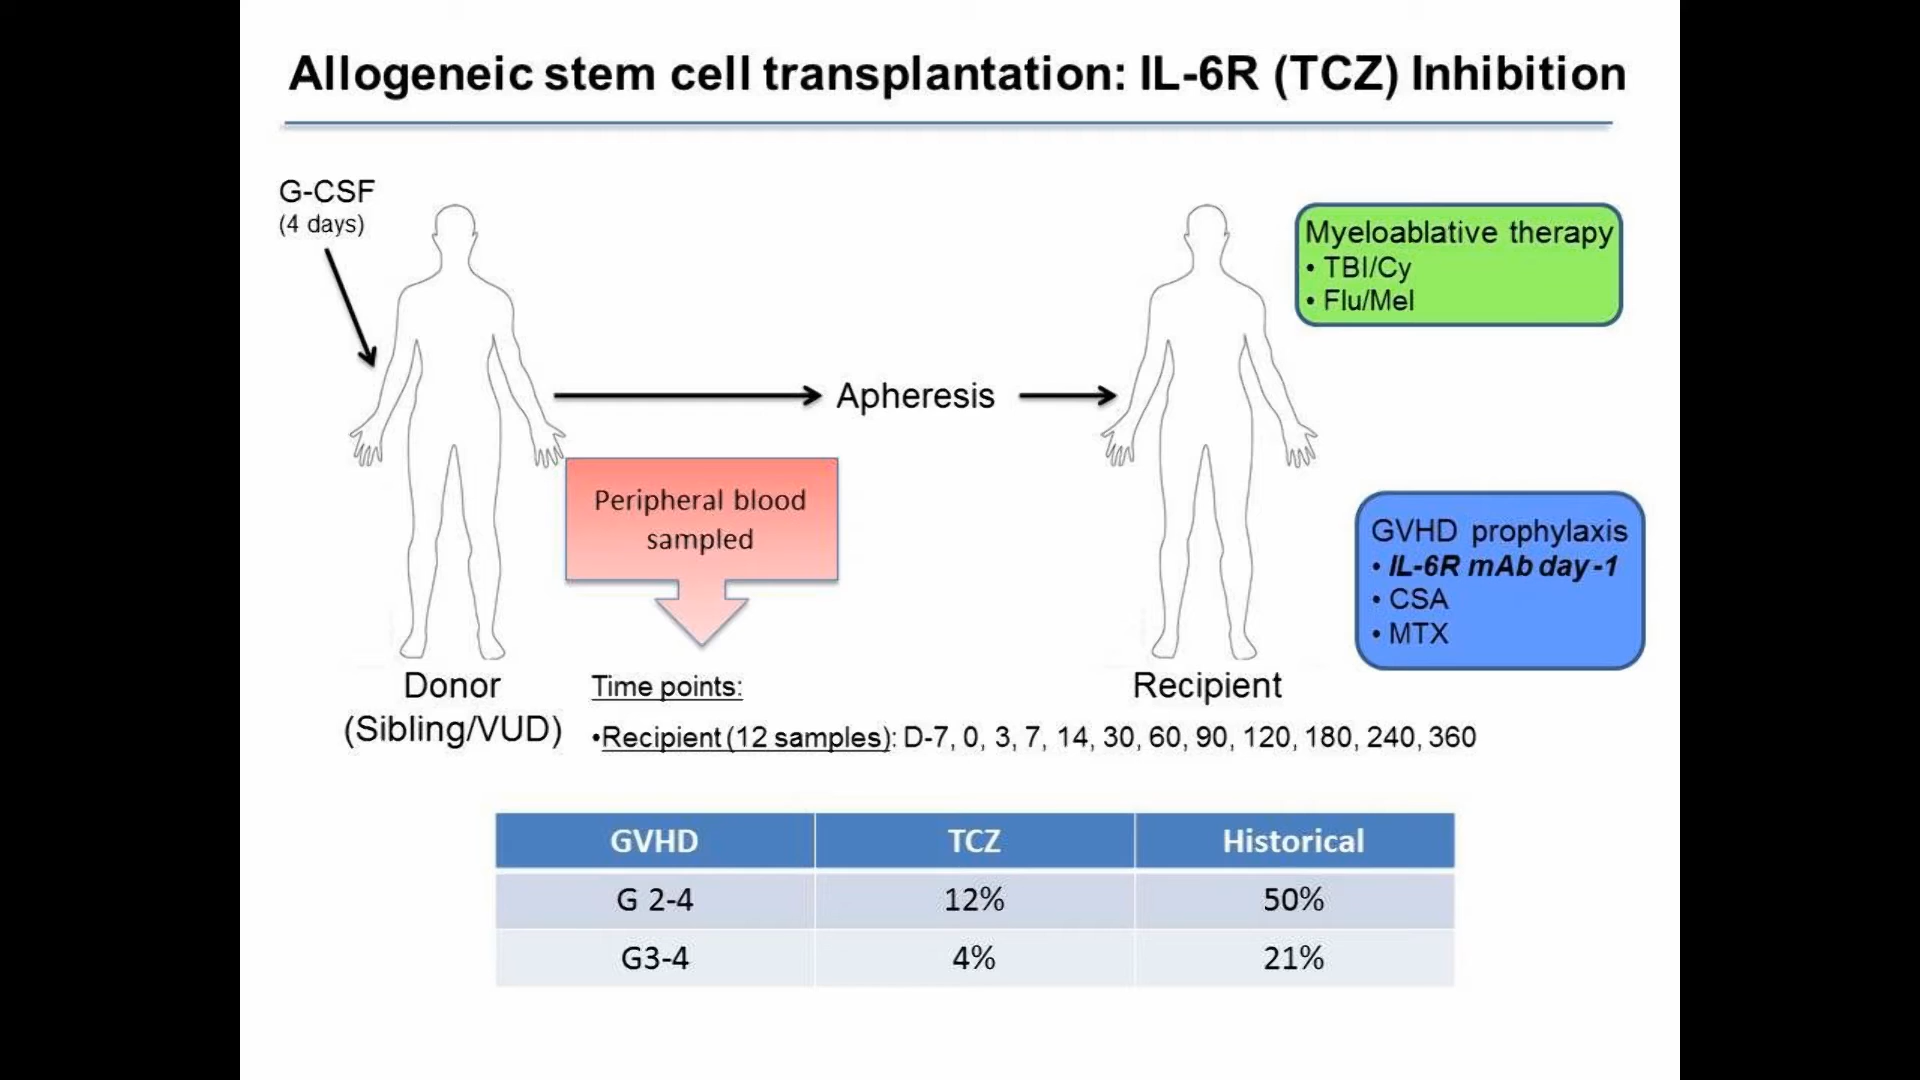 Allogeneic stem cell transplantation: IL-6R (TCZ) Inhibition
G-CSF
(4 days)
Myeloablative therapy
• TBI/Cy
• Flu/Mel
Apheresis
Peripheral blood
sampled
GVHD prophylaxis
• IL-6R mAb day -1
• CSA
• MTX
Donor
(Sibling/VUD)
Recipient
Time points:
•Recipient (12 samples): D-7, 0, 3, 7, 14, 30, 60, 90, 120, 180, 240, 360
GVHD TCZ Historical
G 2-4 12% 50%
G3-4 4% 21%